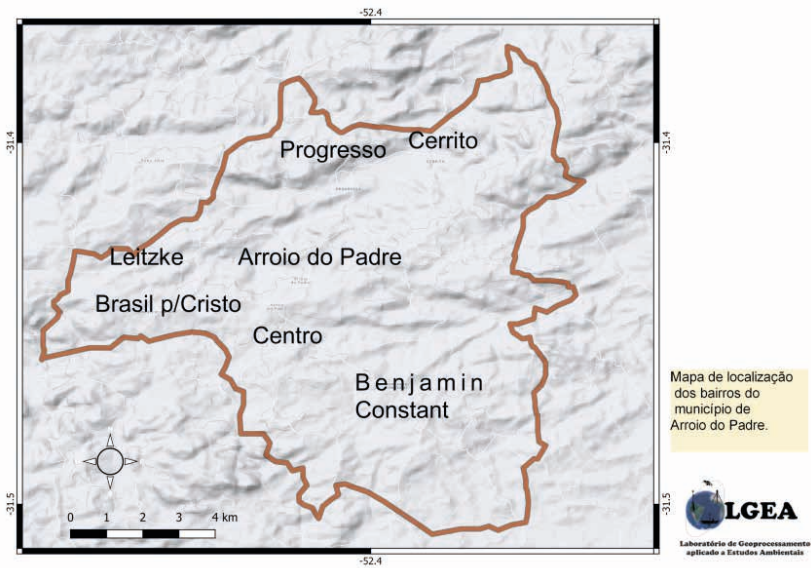 -52.4
-31.4
-31.4
Progresso
Cerrito
Leitzke
Arroio do Padre
Brasil p/Cristo
Centro
Benjamin
Constant
Mapa de localização
dos bairros do
município de
Arroio do Padre.
-31.5
-31.5
0 1 2 3 4 km
-52.4
LGEA
Laboratório de Geoprocessamento
aplicado a Estudos Ambientais